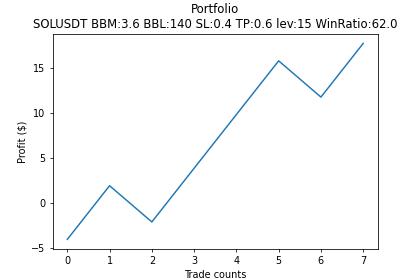 Portfolio
SOLUSDT BBM:3.6 BBL:140 SL:0.4 TP:0.6 lev:15 WinRatio:62.0
15
10
5
0
−5
Profit ($)
0 1 2 3 4 5 6 7
Trade counts